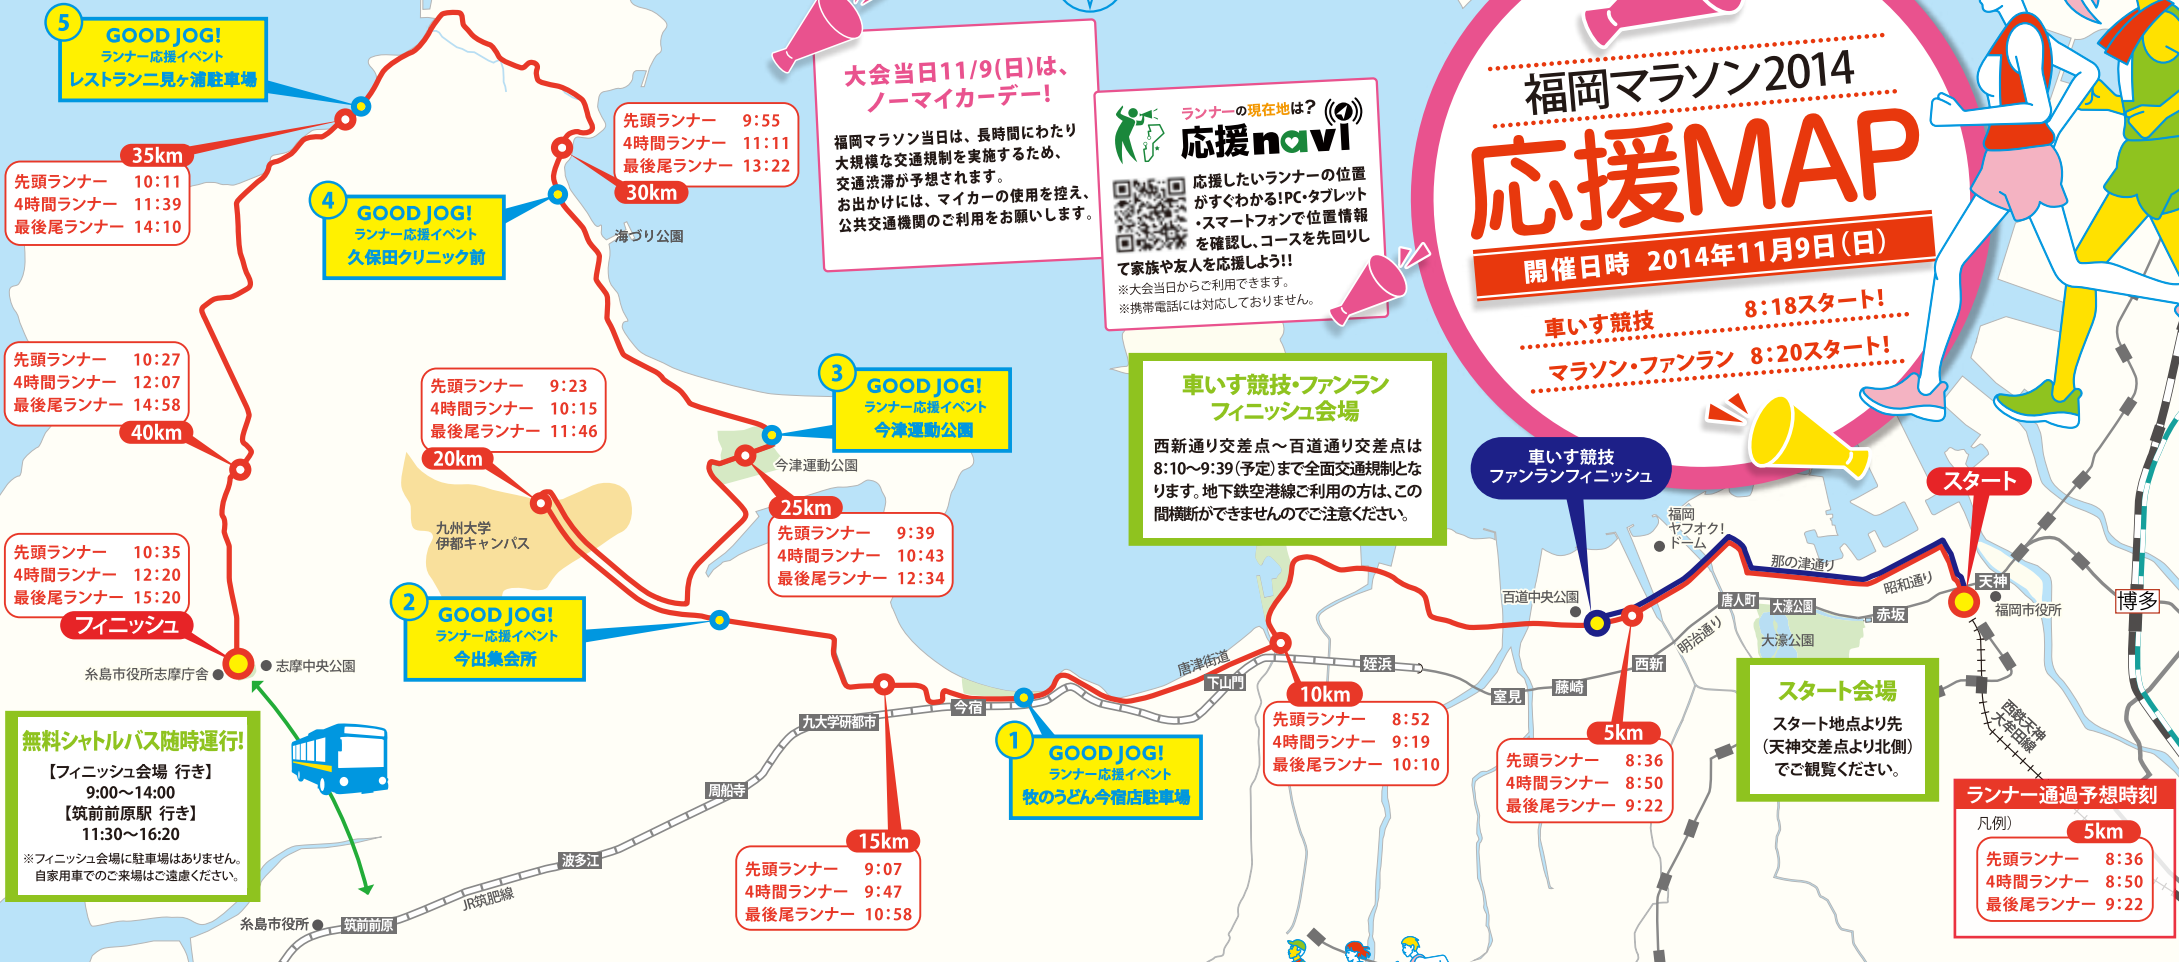 福岡マラソン2014
応援MAP
開催日時 2014年11月9日(日)
車いす競技 8:18スタート!
マラソン・ファンラン 8:20スタート!
大会当日11/9(日)は、
ノーマイカーデー!
福岡マラソン当日は、長時間にわたり
大規模な交通規制を実施するため、
交通渋滞が予想されます。
お出かけには、マイカーの使用を控え、
公共交通機関のご利用をお願いします。
ランナーの現在地は?
応援navi
応援したいランナーの位置
がすぐわかる!PC・タブレット
・スマートフォンで位置情報
を確認し、コースを先回りし
て家族や友人を応援しよう!!
※大会当日からご利用できます。
※携帯電話には対応しておりません。
5
GOOD JOG!
ランナー応援イベント
レストラン二見ヶ浦駐車場
35km
先頭ランナー 10:11
4時間ランナー 11:39
最後尾ランナー 14:10
4
GOOD JOG!
ランナー応援イベント
久保田クリニック前
先頭ランナー 9:55
4時間ランナー 11:11
最後尾ランナー 13:22
30km
海づり公園
先頭ランナー 10:27
4時間ランナー 12:07
最後尾ランナー 14:58
40km
先頭ランナー 9:23
4時間ランナー 10:15
最後尾ランナー 11:46
20km
3
GOOD JOG!
ランナー応援イベント
今津運動公園
今津運動公園
25km
先頭ランナー 9:39
4時間ランナー 10:43
最後尾ランナー 12:34
九州大学
伊都キャンパス
車いす競技・ファンラン
フィニッシュ会場
西新通り交差点〜百道通り交差点は
8:10〜9:39(予定)まで全面交通規制とな
ります。地下鉄空港線ご利用の方は、この
間横断ができませんのでご注意ください。
車いす競技
ファンランフィニッシュ
スタート
福岡
ヤフオク!
ドーム
那の津通り
昭和通り
天神
福岡市役所
博多
百道中央公園
唐人町
大濠公園
赤坂
大濠公園
明治通り
西新
藤崎
室見
姪浜
下山門
唐津街道
今宿
九大学研都市
周船寺
波多江
JR筑肥線
筑前前原
糸島市役所
西鉄天神
大牟田線
先頭ランナー 10:35
4時間ランナー 12:20
最後尾ランナー 15:20
フィニッシュ
糸島市役所志摩庁舎
志摩中央公園
2
GOOD JOG!
ランナー応援イベント
今出集会所
無料シャトルバス随時運行!
【フィニッシュ会場 行き】
9:00〜14:00
【筑前前原駅 行き】
11:30〜16:20
※フィニッシュ会場に駐車場はありません。
自家用車でのご来場はご遠慮ください。
15km
先頭ランナー 9:07
4時間ランナー 9:47
最後尾ランナー 10:58
1
GOOD JOG!
ランナー応援イベント
牧のうどん今宿店駐車場
10km
先頭ランナー 8:52
4時間ランナー 9:19
最後尾ランナー 10:10
5km
先頭ランナー 8:36
4時間ランナー 8:50
最後尾ランナー 9:22
スタート会場
スタート地点より先
(天神交差点より北側)
でご観覧ください。
ランナー通過予想時刻
凡例)
5km
先頭ランナー 8:36
4時間ランナー 8:50
最後尾ランナー 9:22